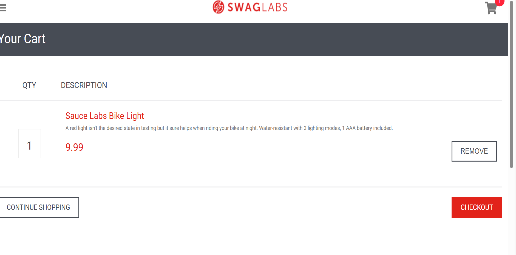 SWAGLABS
Your Cart
QTY DESCRIPTION
Sauce Labs Bike Light
A red light isn't the desired state in testing but it sure helps when riding your bike at night. Water-resistant with 3 lighting modes, 1 AAA battery included.
1
9.99
REMOVE
CONTINUE SHOPPING
CHECKOUT